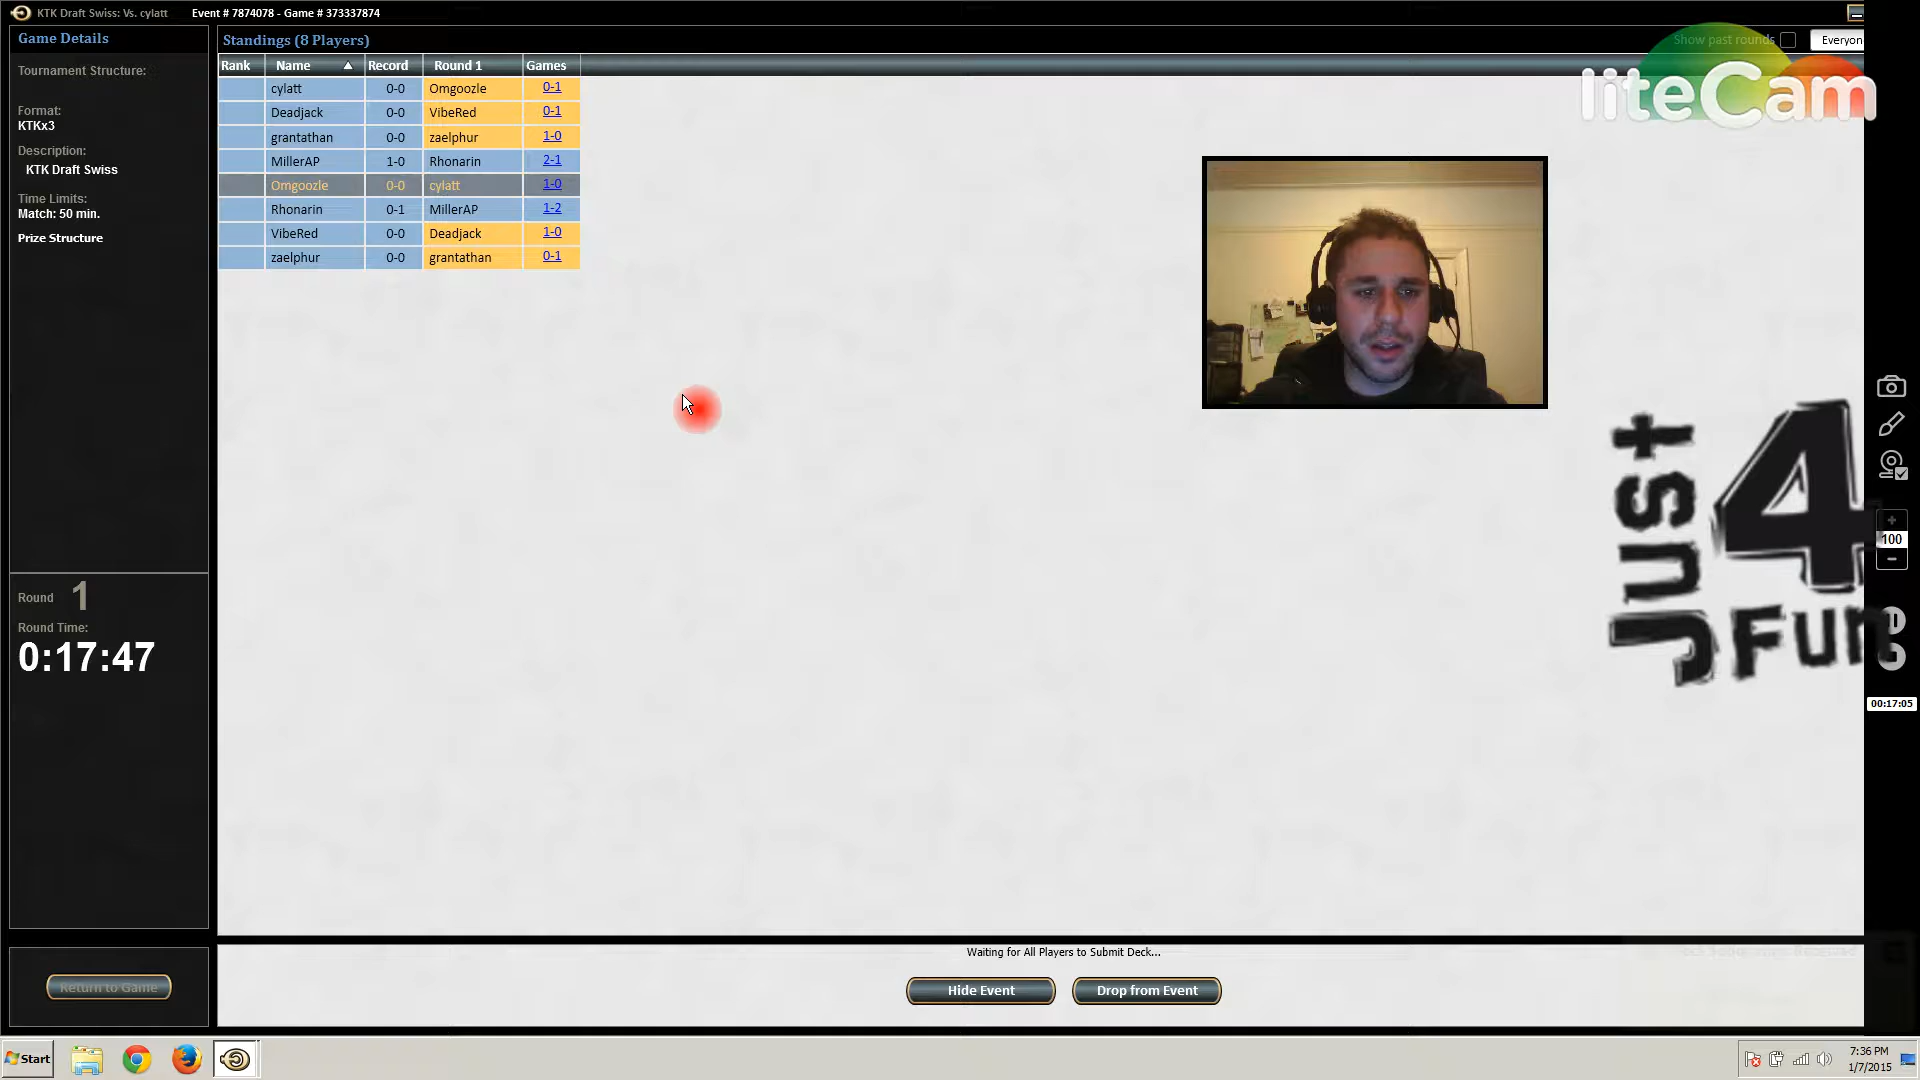 KTK Draft Swiss: Vs. cylatt Event # 7874078 - Game # 373337874
Game Details
Tournament Structure:
Format:
KTKx3
Description:
KTK Draft Swiss
Time Limits:
Match: 50 min.
Prize Structure
Round 1
Round Time:
0:17:47
Return to Game
Standings (8 Players)
Show past rounds
Everyon
Rank Name Record Round 1 Games
cylatt 0-0 Omgoozle 0-1
Deadjack 0-0 VibeRed 0-1
grantathan 0-0 zaelphur 1-0
MillerAP 1-0 Rhonarin 2-1
Omgoozle 0-0 cylatt 1-0
Rhonarin 0-1 MillerAP 1-2
VibeRed 0-0 Deadjack 1-0
zaelphur 0-0 grantathan 0-1
liteCam
Just 4 Fun
100
00:17:05
Waiting for All Players to Submit Deck...
Hide Event Drop from Event
Start
7:36 PM
1/7/2015